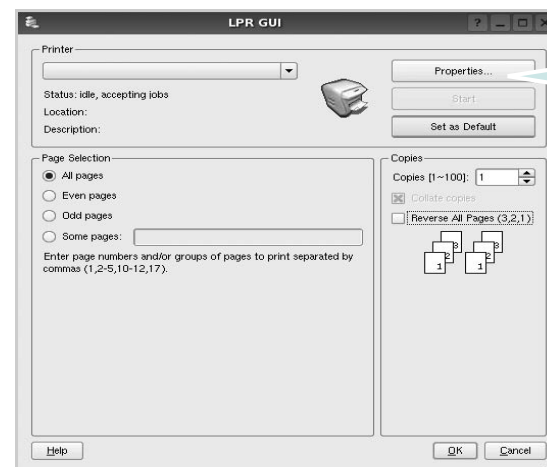 LPR GUI
Printer
Properties...
Status: idle, accepting jobs
Start
Location:
Description:
Set as Default
Page Selection
Copies
All pages
Copies [1~100]: 1
Even pages
Collate copies
Odd pages
Reverse All Pages (3,2,1)
Some pages:
Enter page numbers and/or groups of pages to print separated by
commas (1,2-5,10-12,17).
3 3
2 2
1 1
Help
OK
Cancel